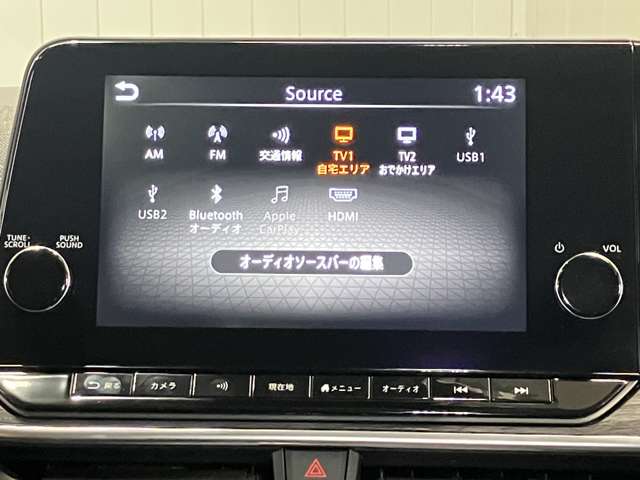 Source
1:43
AM
FM
交通情報
TV1
自宅エリア
TV2
おでかけエリア
USB1
USB2
Bluetooth
オーディオ
Apple
CarPlay
HDMI
オーディオソースバーの編集
TUNE・
SCROLL
PUSH
SOUND
VOL
戻る
カメラ
現在地
メニュー
オーディオ